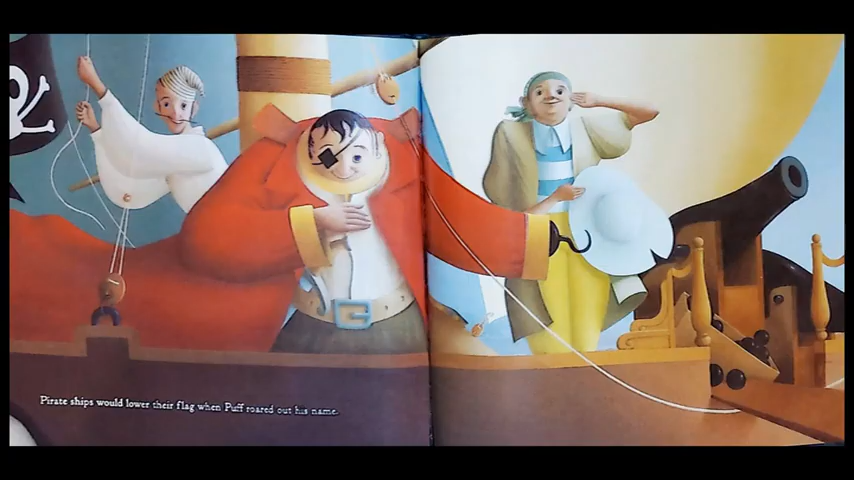 Pirate ships would lower their flag when Puff roared out his name.